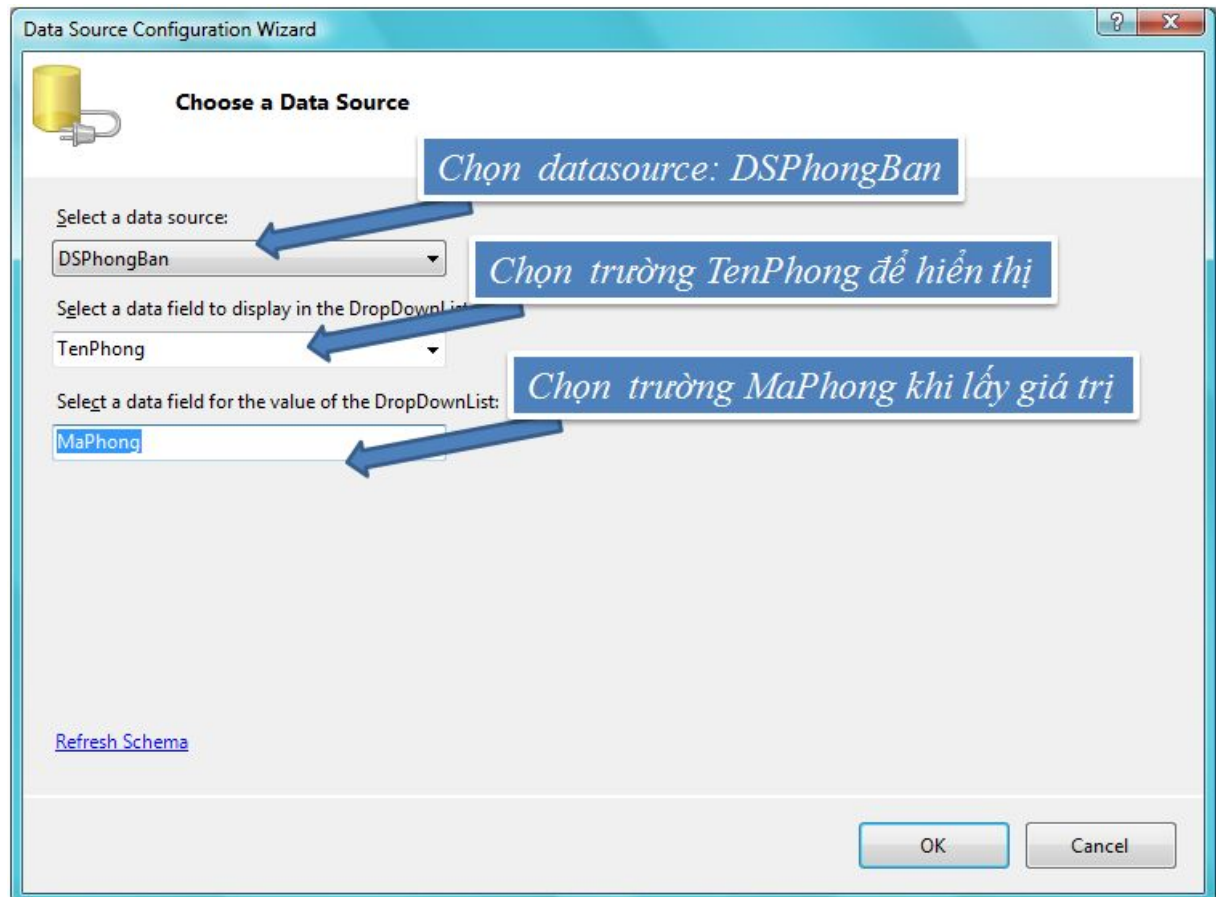 Data Source Configuration Wizard
Choose a Data Source
Chọn datasource: DSPhongBan
Select a data source:
DSPhongBan
Chọn trường TenPhong để hiển thị
Select a data field to display in the DropDownList
TenPhong
Chọn trường MaPhong khi lấy giá trị
Select a data field for the value of the DropDownList:
MaPhong
Refresh Schema
OK
Cancel